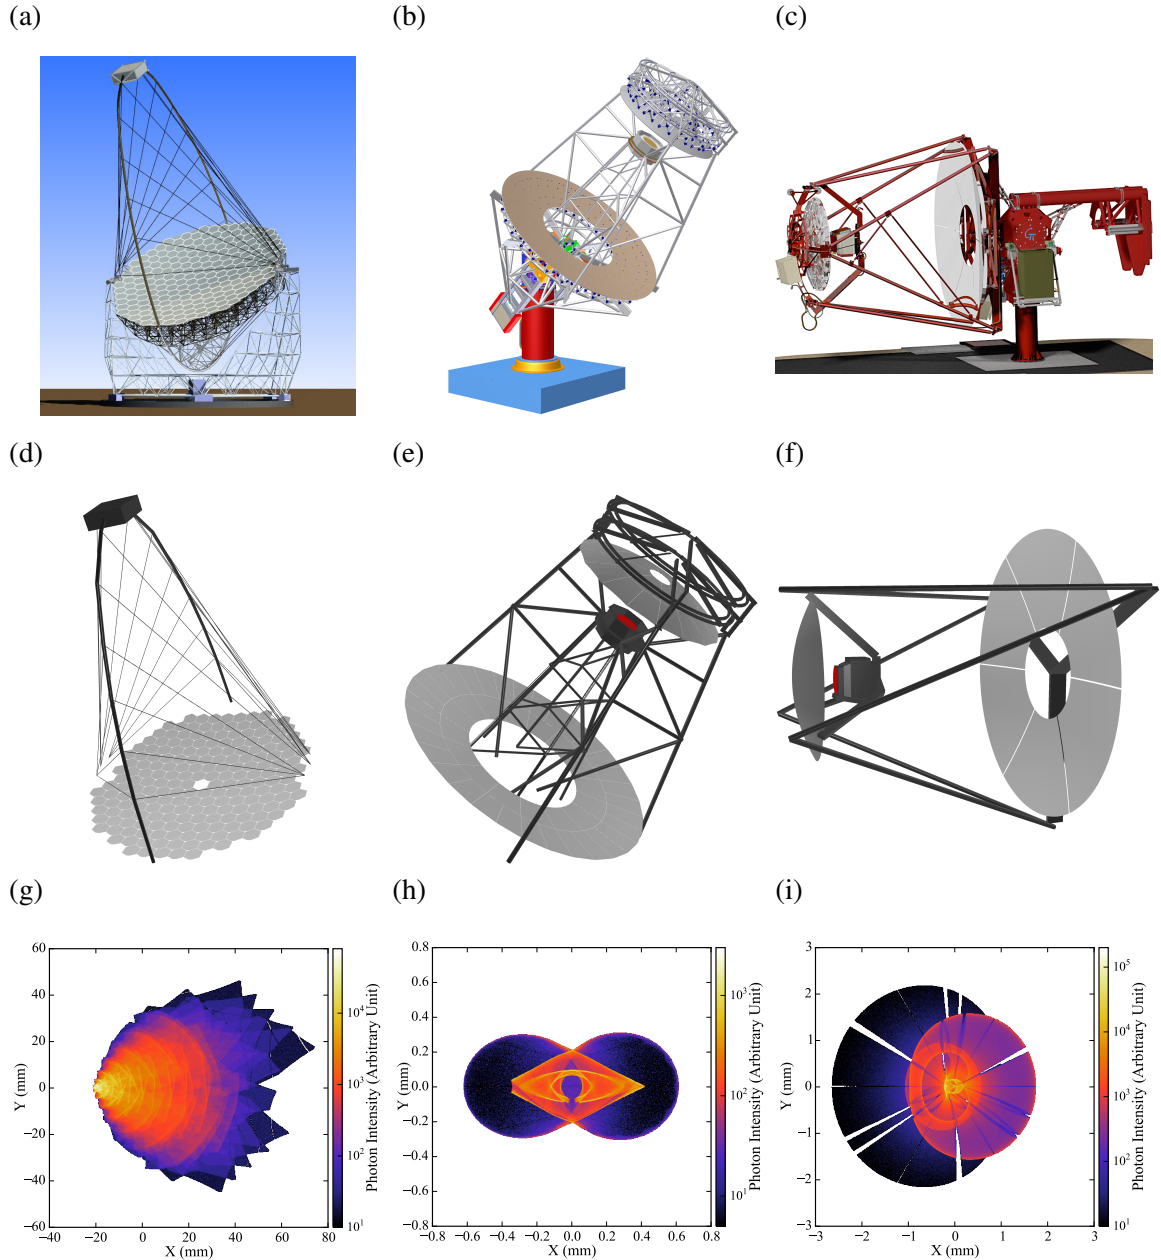 (a)
(b)
(c)
(d)
(e)
(f)
(g)
(h)
(i)
60
40
20
0
−20
−40
−60
Y (mm)
−40 −20 0 20 40 60 80
X (mm)
10⁴
10³
10²
10¹
Photon Intensity (Arbitrary Unit)
0.8
0.6
0.4
0.2
0.0
−0.2
−0.4
−0.6
−0.8
Y (mm)
−0.8 −0.6 −0.4 −0.2 0.0 0.2 0.4 0.6 0.8
X (mm)
10³
10²
10¹
Photon Intensity (Arbitrary Unit)
3
2
1
0
−1
−2
−3
Y (mm)
−3 −2 −1 0 1 2 3
X (mm)
10⁵
10⁴
10³
10²
10¹
Photon Intensity (Arbitrary Unit)